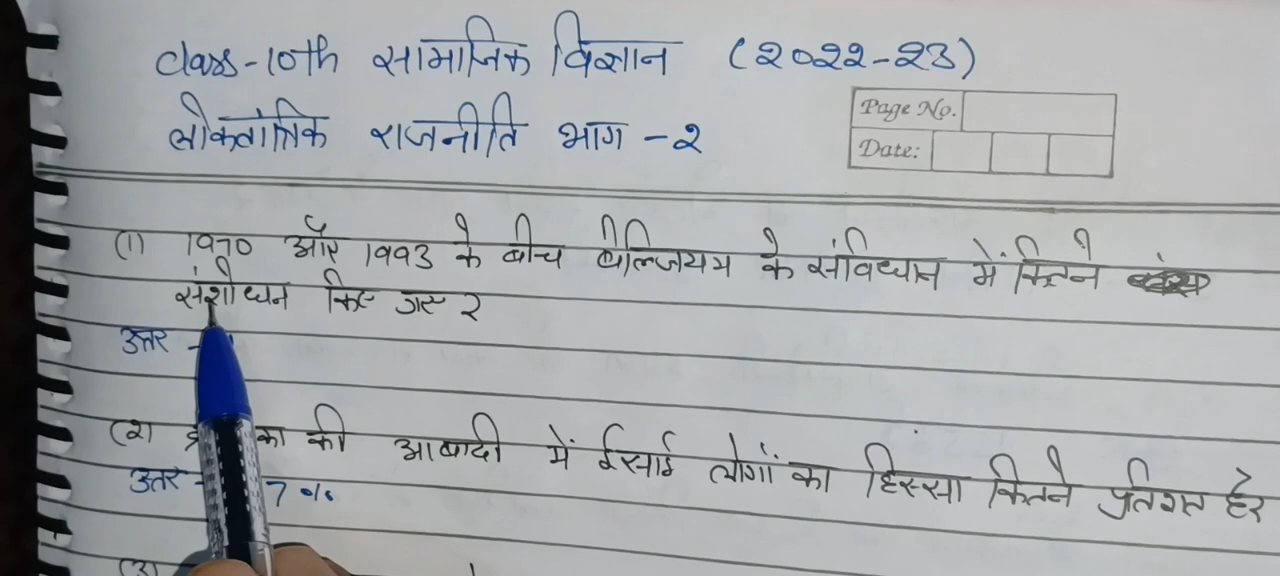 class-10th सामाजिक विज्ञान (2022-23)
लोकतांत्रिक राजनीति भाग -2
Page No.
Date:
(1) 1970 और 1993 के बीच बेल्जियम के संविधान में कितने
संशोधन किए गए ?
उत्तर -
(2) की आबादी में ईसाई लोगों का हिस्सा कितने प्रतिशत है?
उत्तर - 7 %
(3)